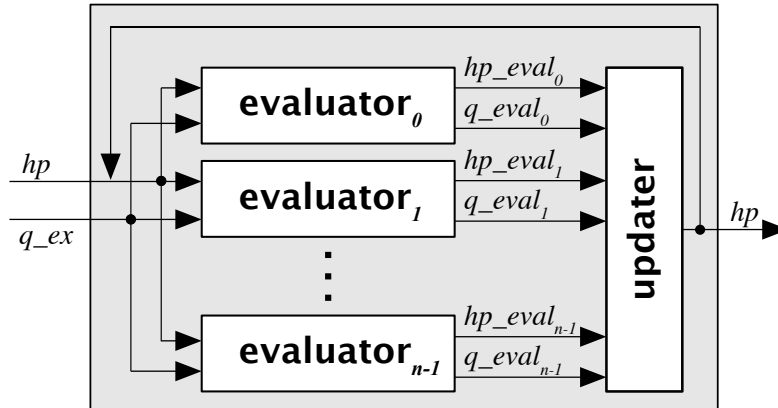 hp_eval₀
evaluator₀
q_eval₀
hp
hp_eval₁
evaluator₁
q_eval₁
q_ex
updater
hp
hp_evalₙ₋₁
evaluatorₙ₋₁
q_evalₙ₋₁